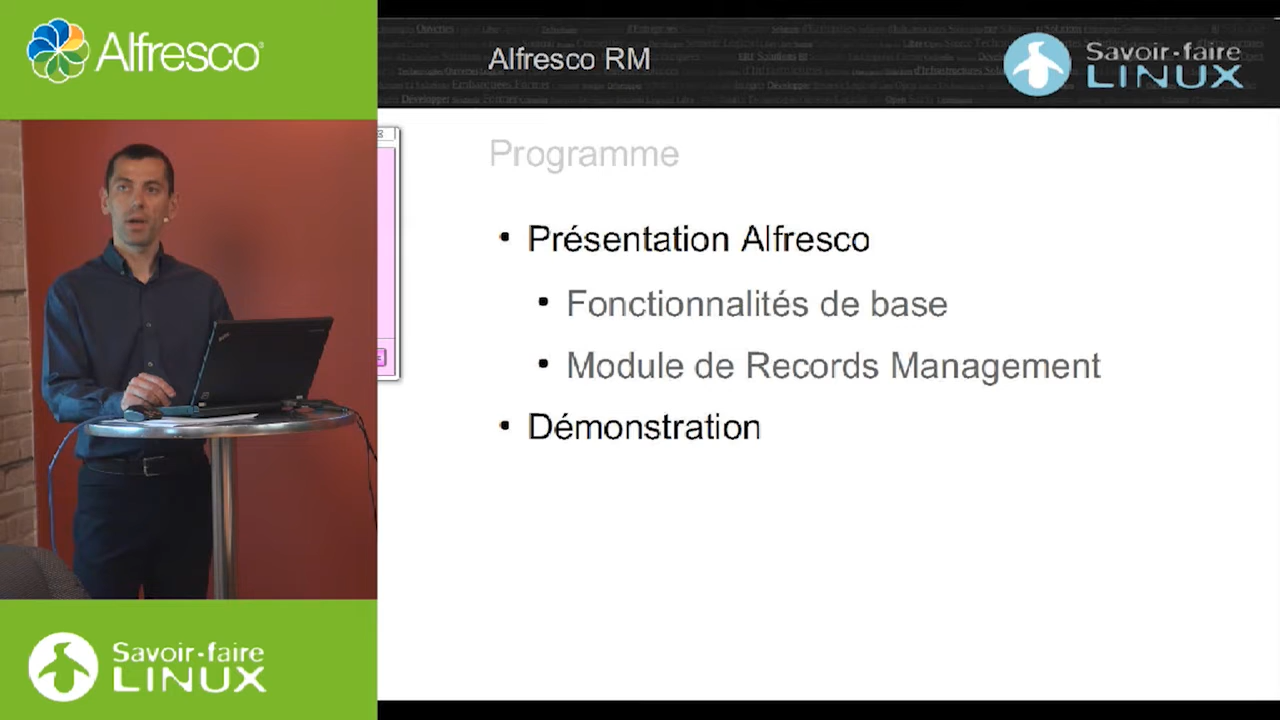 Alfresco
Alfresco RM
Savoir-faire
LINUX
Programme
• Présentation Alfresco
• Fonctionnalités de base
• Module de Records Management
• Démonstration
Savoir-faire
LINUX